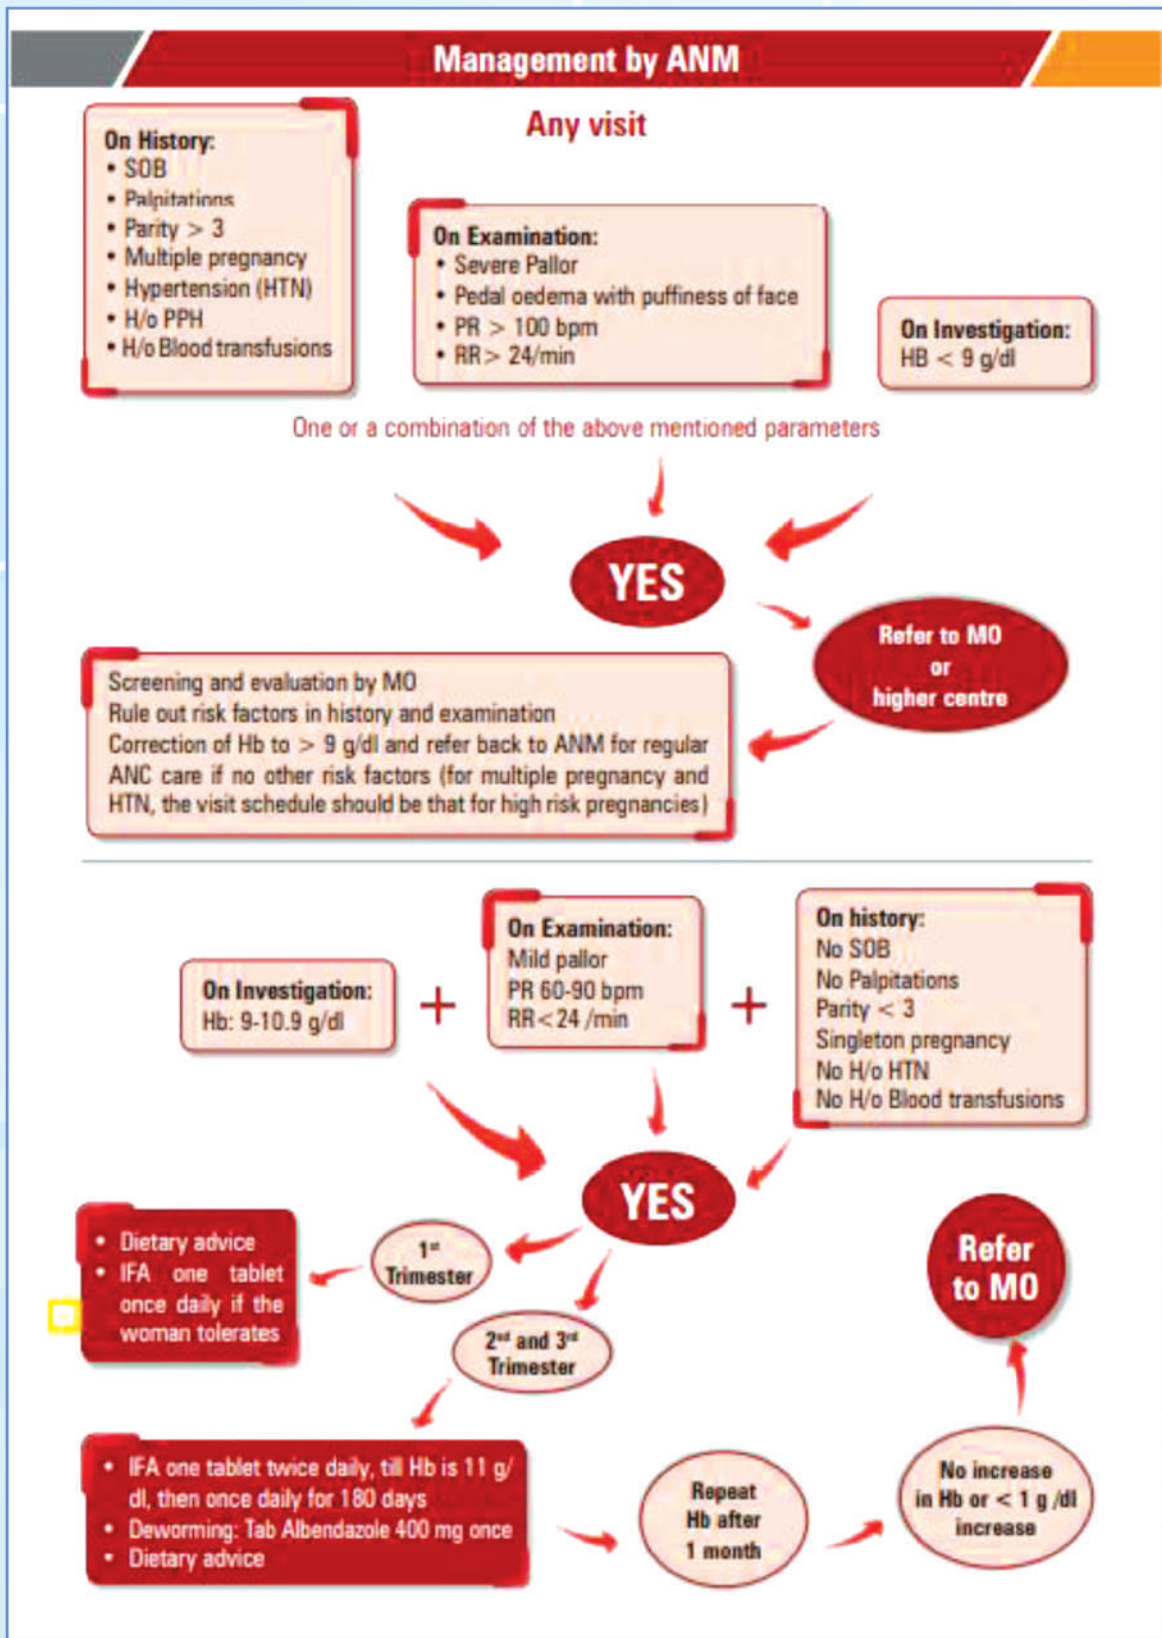 Management by ANM
Any visit
On History:
• SOB
• Palpitations
• Parity > 3
• Multiple pregnancy
• Hypertension (HTN)
• H/o PPH
• H/o Blood transfusions
On Examination:
• Severe Pallor
• Pedal oedema with puffiness of face
• PR > 100 bpm
• RR> 24/min
On Investigation:
HB < 9 g/dl
One or a combination of the above mentioned parameters
YES
Refer to MO
or
higher centre
Screening and evaluation by MO
Rule out risk factors in history and examination
Correction of Hb to > 9 g/dl and refer back to ANM for regular
ANC care if no other risk factors (for multiple pregnancy and
HTN, the visit schedule should be that for high risk pregnancies)
On Investigation:
Hb: 9-10.9 g/dl
+
On Examination:
Mild pallor
PR 60-90 bpm
RR<24 /min
+
On history:
No SOB
No Palpitations
Parity < 3
Singleton pregnancy
No H/o HTN
No H/o Blood transfusions
YES
1st
Trimester
• Dietary advice
• IFA one tablet
once daily if the
woman tolerates
2nd and 3rd
Trimester
• IFA one tablet twice daily, till Hb is 11 g/
dl, then once daily for 180 days
• Deworming: Tab Albendazole 400 mg once
• Dietary advice
Repeat
Hb after
1 month
No increase
in Hb or < 1 g /dl
increase
Refer
to MO